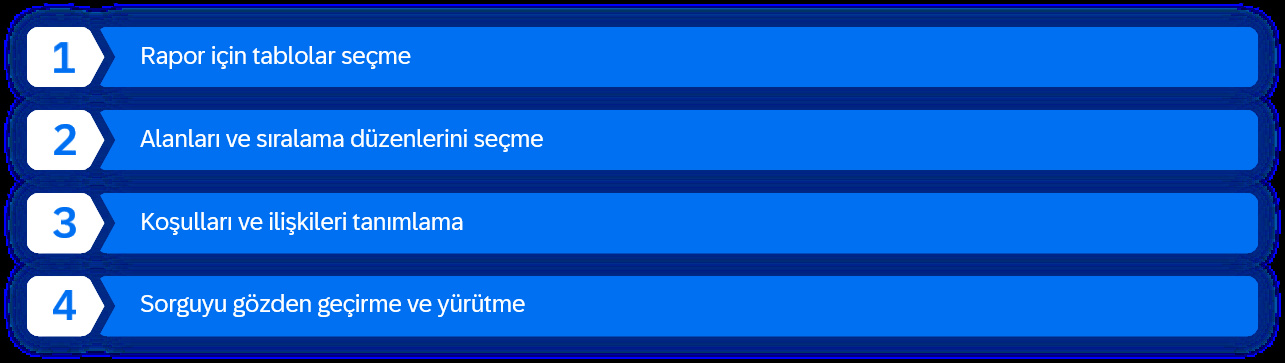 1 Rapor için tablolar seçme
2 Alanları ve sıralama düzenlerini seçme
3 Koşulları ve ilişkileri tanımlama
4 Sorguyu gözden geçirme ve yürütme